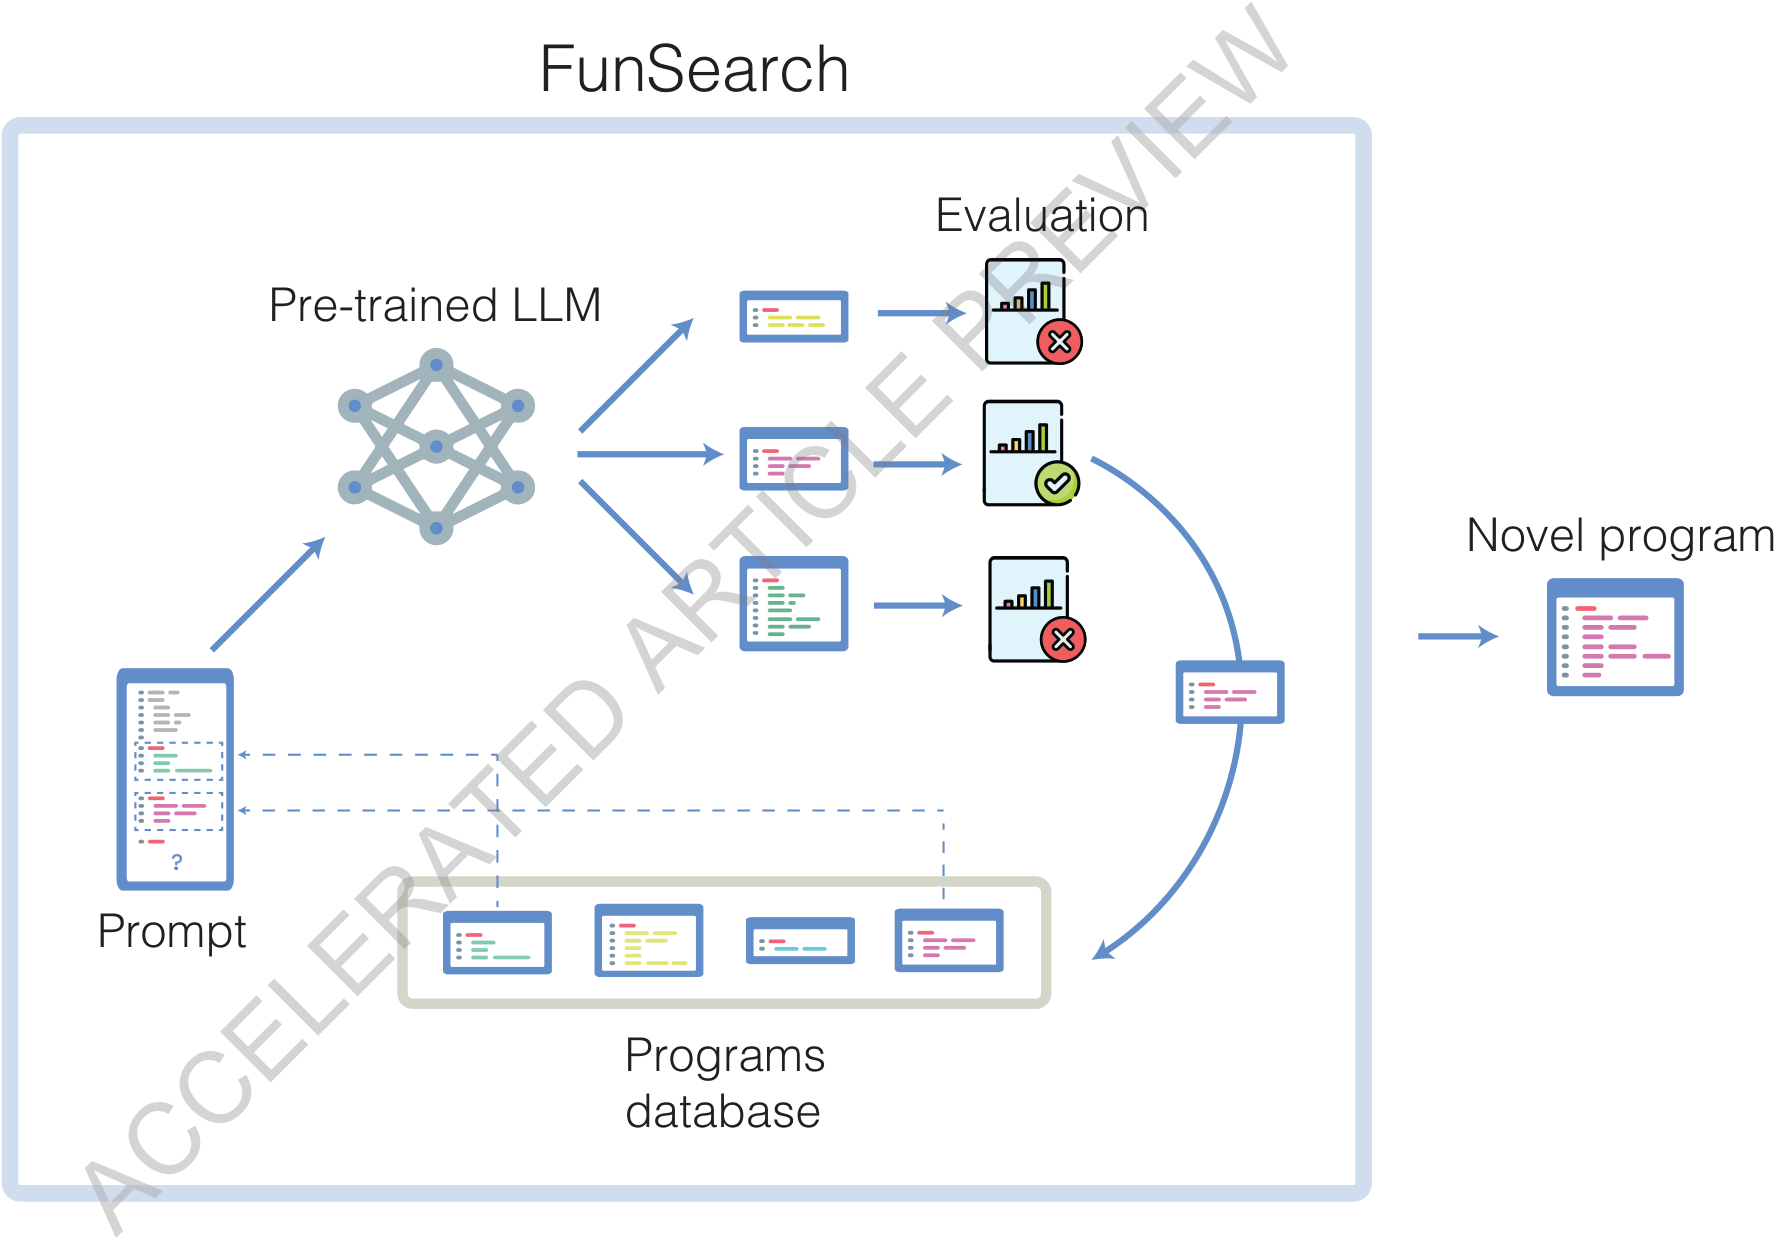 FunSearch
Evaluation
Pre-trained LLM
Novel program
?
Prompt
Programs
database
ACCELERATED ARTICLE PREVIEW